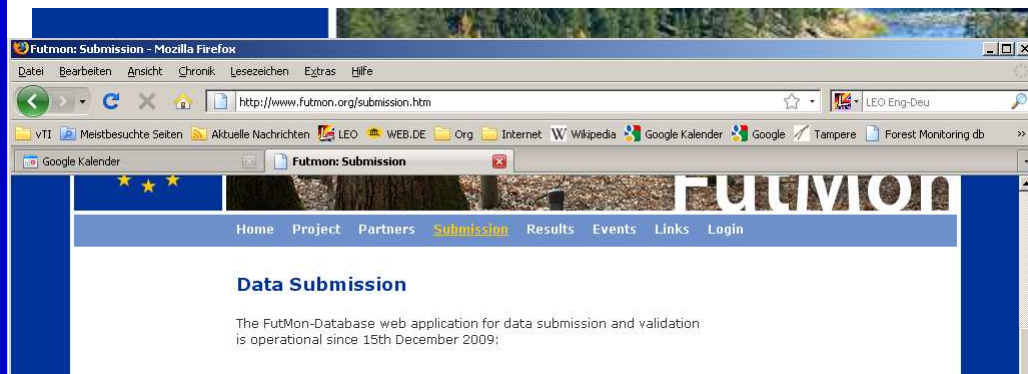 Futmon: Submission - Mozilla Firefox
Datei Bearbeiten Ansicht Chronik Lesezeichen Extras Hilfe
http://www.futmon.org/submission.htm LEO Eng-Deu
vTI Meistbesuchte Seiten Aktuelle Nachrichten LEO WEB.DE Org Internet W Wikipedia Google Kalender Google Tampere Forest Monitoring db »
Google Kalender Futmon: Submission
FutMon
Home Project Partners Submission Results Events Links Login
Data Submission
The FutMon-Database web application for data submission and validation
is operational since 15th December 2009: